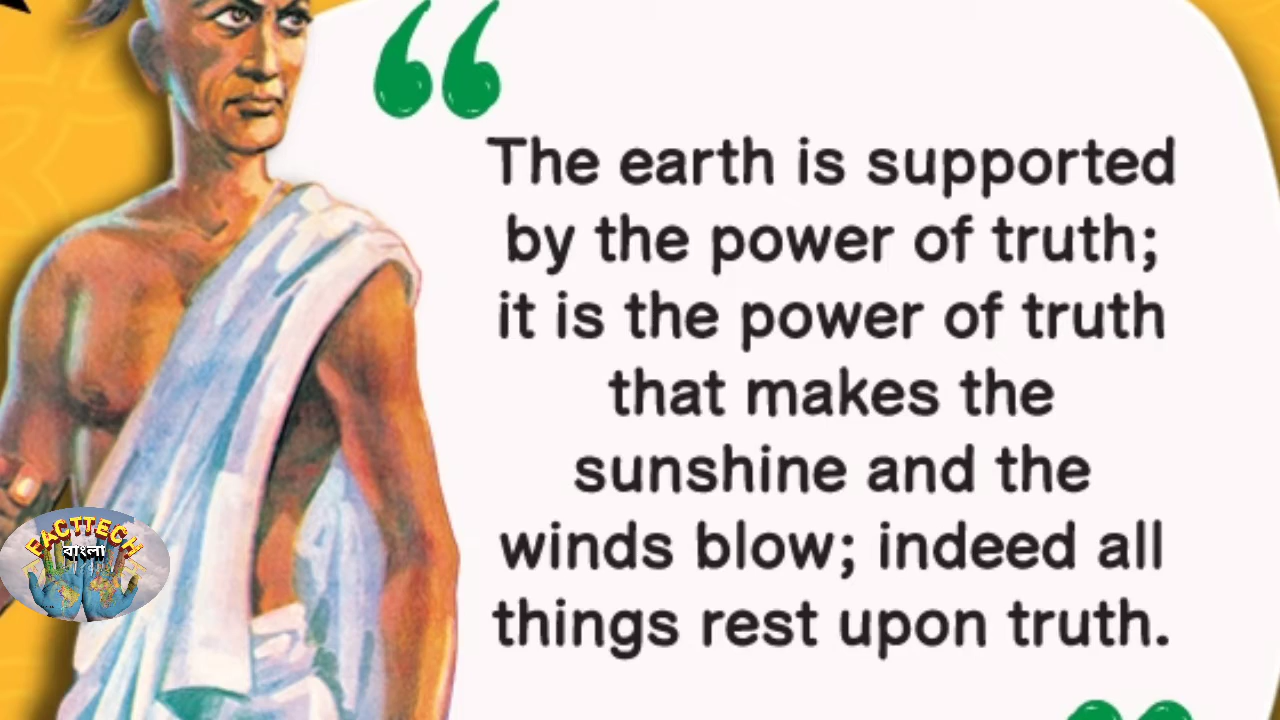 The earth is supported
by the power of truth;
it is the power of truth
that makes the
sunshine and the
winds blow; indeed all
things rest upon truth.
FACTTECH
বাংলা